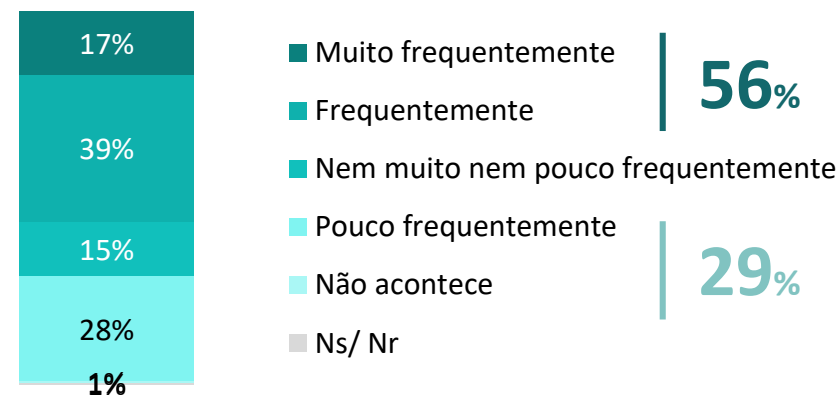 17%
39%
15%
28%
1%
Muito frequentemente
Frequentemente
Nem muito nem pouco frequentemente
Pouco frequentemente
Não acontece
Ns/ Nr
56%
29%